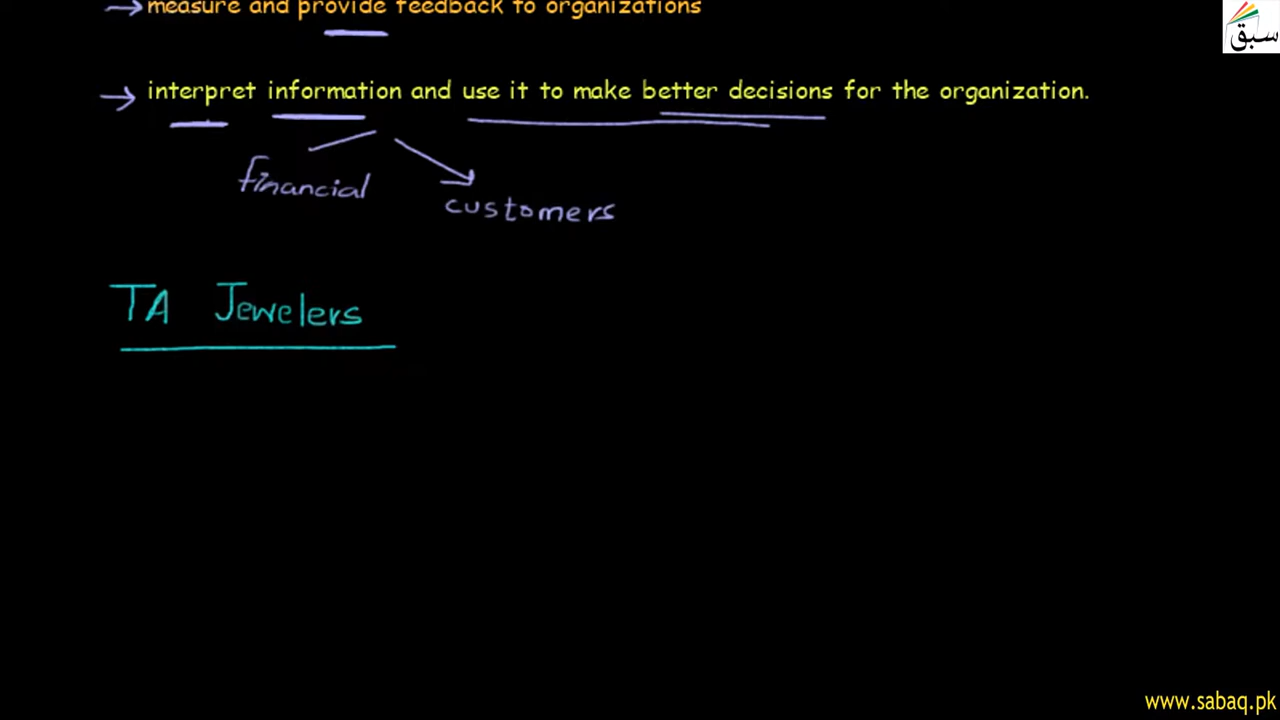 measure and provide feedback to organizations
سبق
interpret information and use it to make better decisions for the organization.
financial
customers
TA Jewelers
www.sabaq.pk